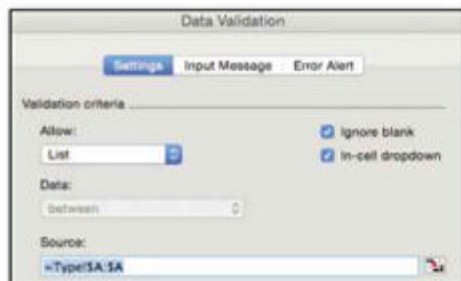 Data Validation
Settings Input Message Error Alert
Validation criteria
Allow:
Ignore blank
List
In-cell dropdown
Data:
between
Source:
=Type!$A:$A